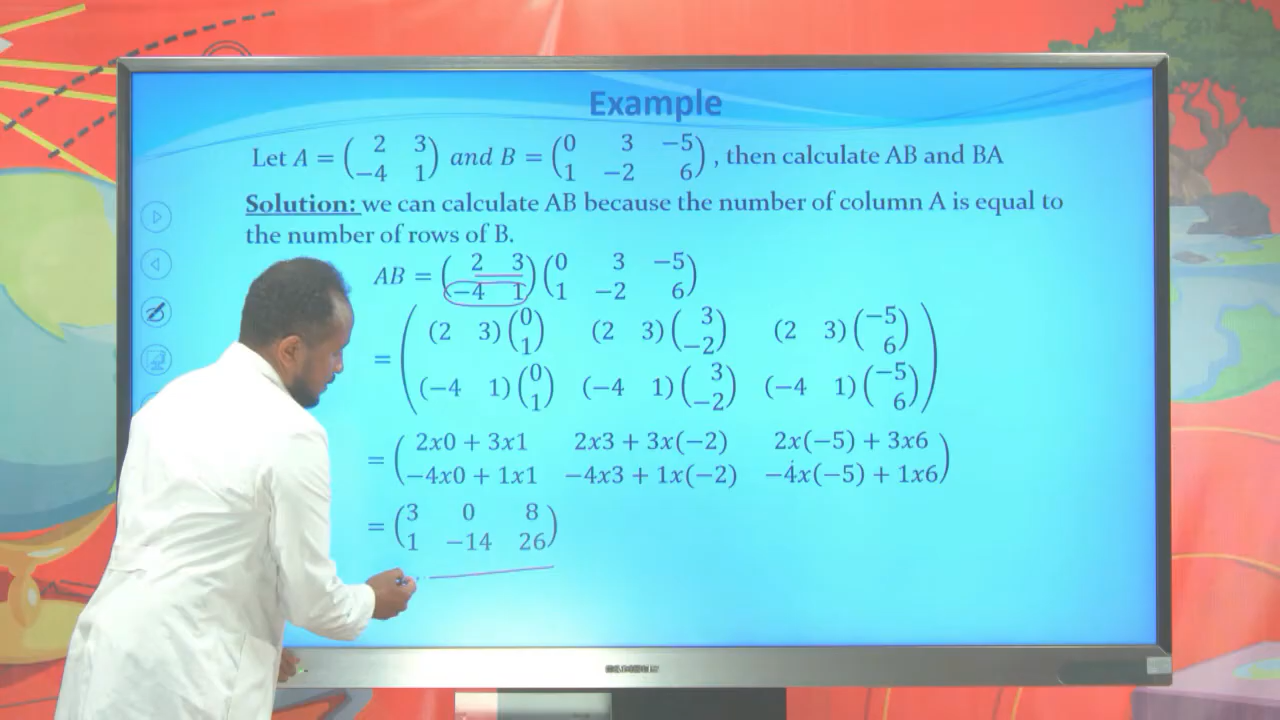 Example
Let A = ( 2 3 −4 1 ) and B = ( 0 3 −5 1 −2 6 ) , then calculate AB and BA
Solution: we can calculate AB because the number of column A is equal to
the number of rows of B.
AB = ( 2 3 −4 1 ) ( 0 3 −5 1 −2 6 )
= ( (2 3) ( 0 1 ) (2 3) ( 3 −2 ) (2 3) ( −5 6 )
(−4 1) ( 0 1 ) (−4 1) ( 3 −2 ) (−4 1) ( −5 6 ) )
= ( 2x0 + 3x1 2x3 + 3x(−2) 2x(−5) + 3x6
−4x0 + 1x1 −4x3 + 1x(−2) −4x(−5) + 1x6 )
= ( 3 0 8
1 −14 26 )